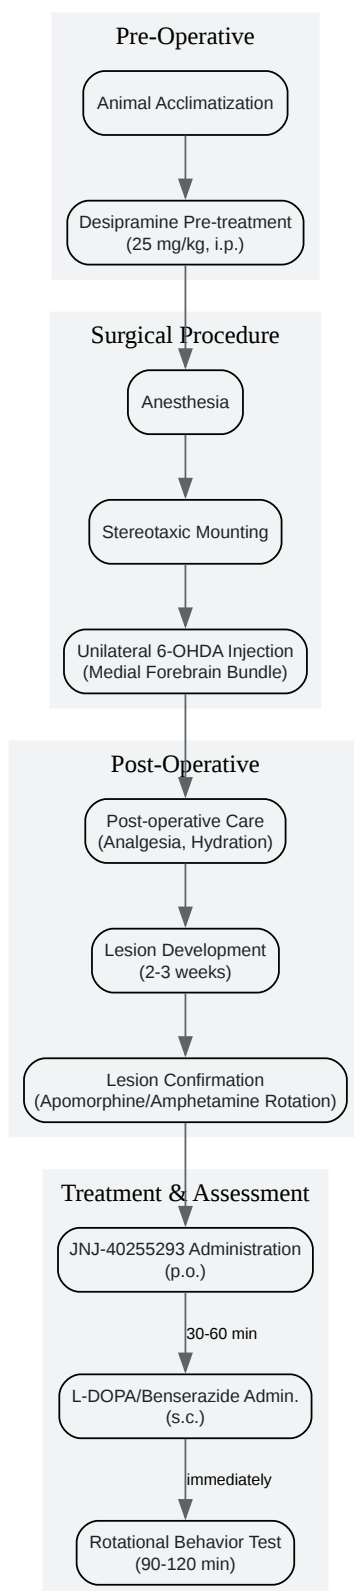 Pre-Operative
Animal Acclimatization
Desipramine Pre-treatment
(25 mg/kg, i.p.)
Surgical Procedure
Anesthesia
Stereotaxic Mounting
Unilateral 6-OHDA Injection
(Medial Forebrain Bundle)
Post-Operative
Post-operative Care
(Analgesia, Hydration)
Lesion Development
(2-3 weeks)
Lesion Confirmation
(Apomorphine/Amphetamine Rotation)
Treatment & Assessment
JNJ-40255293 Administration
(p.o.)
30-60 min
L-DOPA/Benserazide Admin.
(s.c.)
immediately
Rotational Behavior Test
(90-120 min)